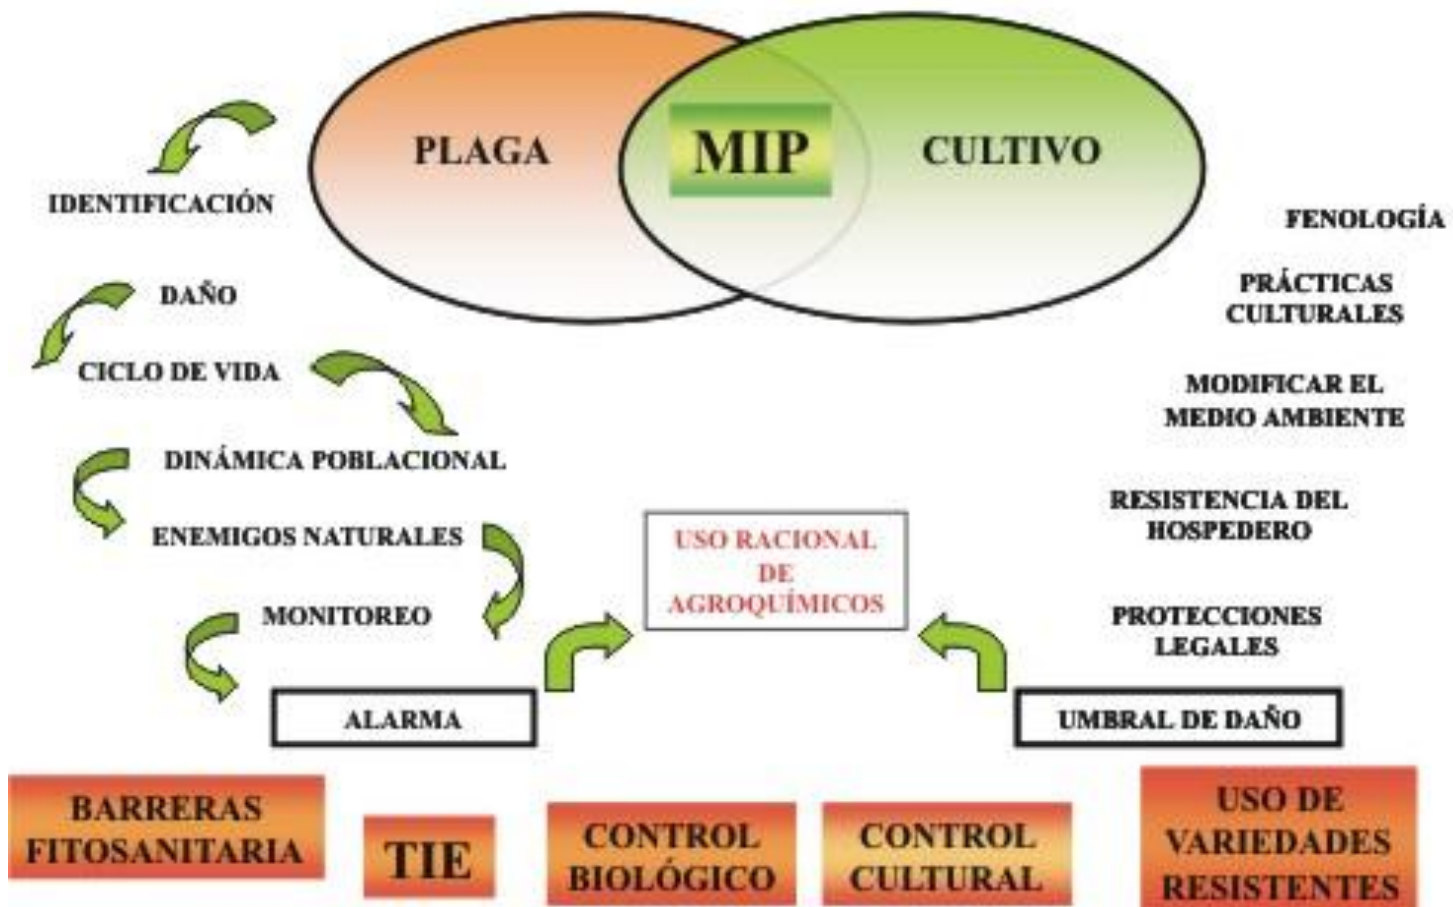 PLAGA
MIP
CULTIVO
IDENTIFICACIÓN
DAÑO
CICLO DE VIDA
DINÁMICA POBLACIONAL
ENEMIGOS NATURALES
MONITOREO
ALARMA
USO RACIONAL
DE
AGROQUÍMICOS
FENOLOGÍA
PRÁCTICAS
CULTURALES
MODIFICAR EL
MEDIO AMBIENTE
RESISTENCIA DEL
HOSPEDERO
PROTECCIONES
LEGALES
UMBRAL DE DAÑO
BARRERAS
FITOSANITARIA
TIE
CONTROL
BIOLÓGICO
CONTROL
CULTURAL
USO DE
VARIEDADES
RESISTENTES